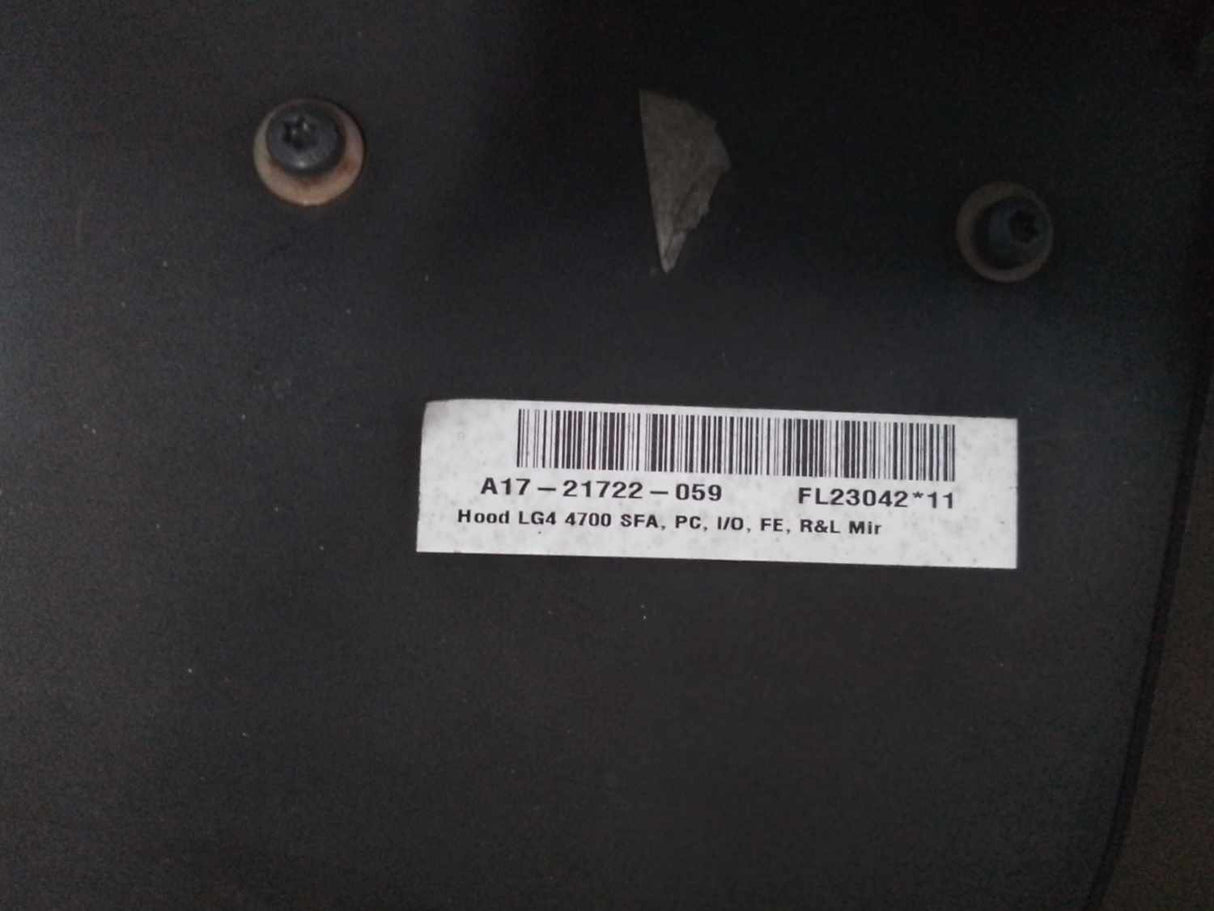 A17-21722-059 FL23042*11
Hood LG4 4700 SFA, PC, I/O, FE, R&L Mir